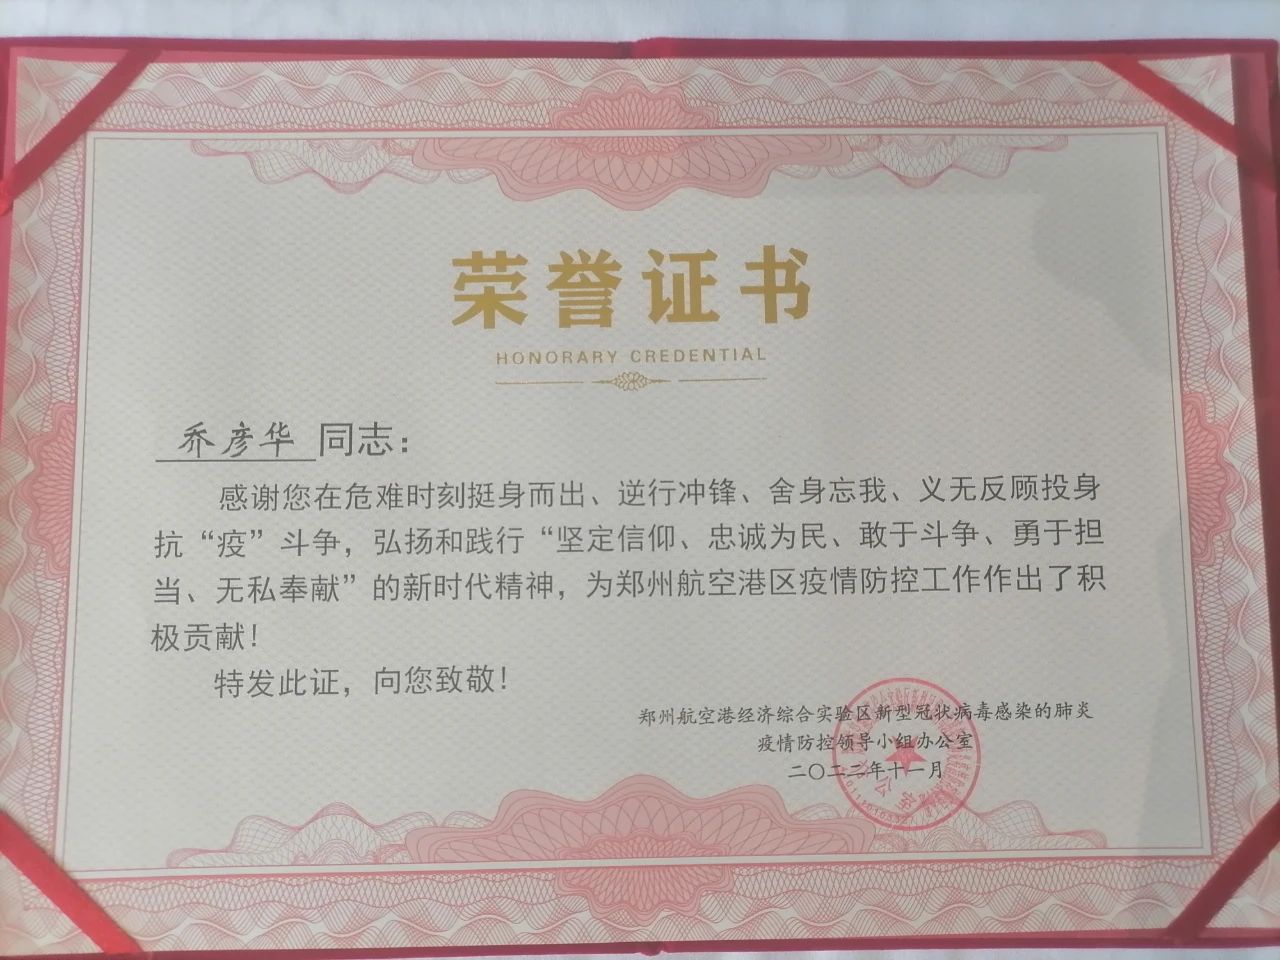 荣誉证书
HONORARY CREDENTIAL
乔彦华 同志：
感谢您在危难时刻挺身而出、逆行冲锋、舍身忘我、义无反顾投身
抗“疫”斗争，弘扬和践行“坚定信仰、忠诚为民、敢于斗争、勇于担
当、无私奉献”的新时代精神，为郑州航空港区疫情防控工作作出了积
极贡献！
特发此证，向您致敬！
郑州航空港经济综合实验区新型冠状病毒感染的肺炎
疫情防控领导小组办公室
二〇二二年十一月
办公室